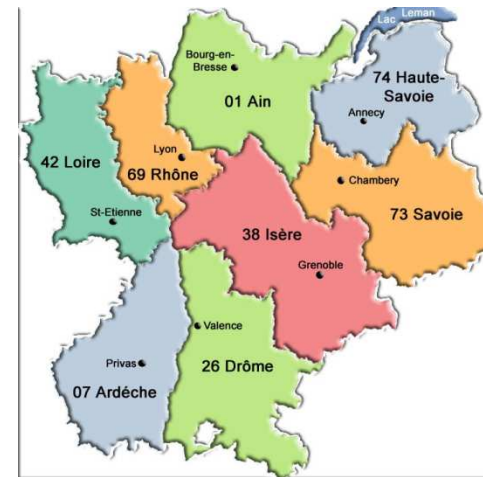 Lac Leman
Bourg-en-
Bresse
01 Ain
74 Haute-
Savoie
Annecy
42 Loire
Lyon
69 Rhône
Chambery
St-Etienne
73 Savoie
38 Isère
Grenoble
Valence
Privas
26 Drôme
07 Ardéche